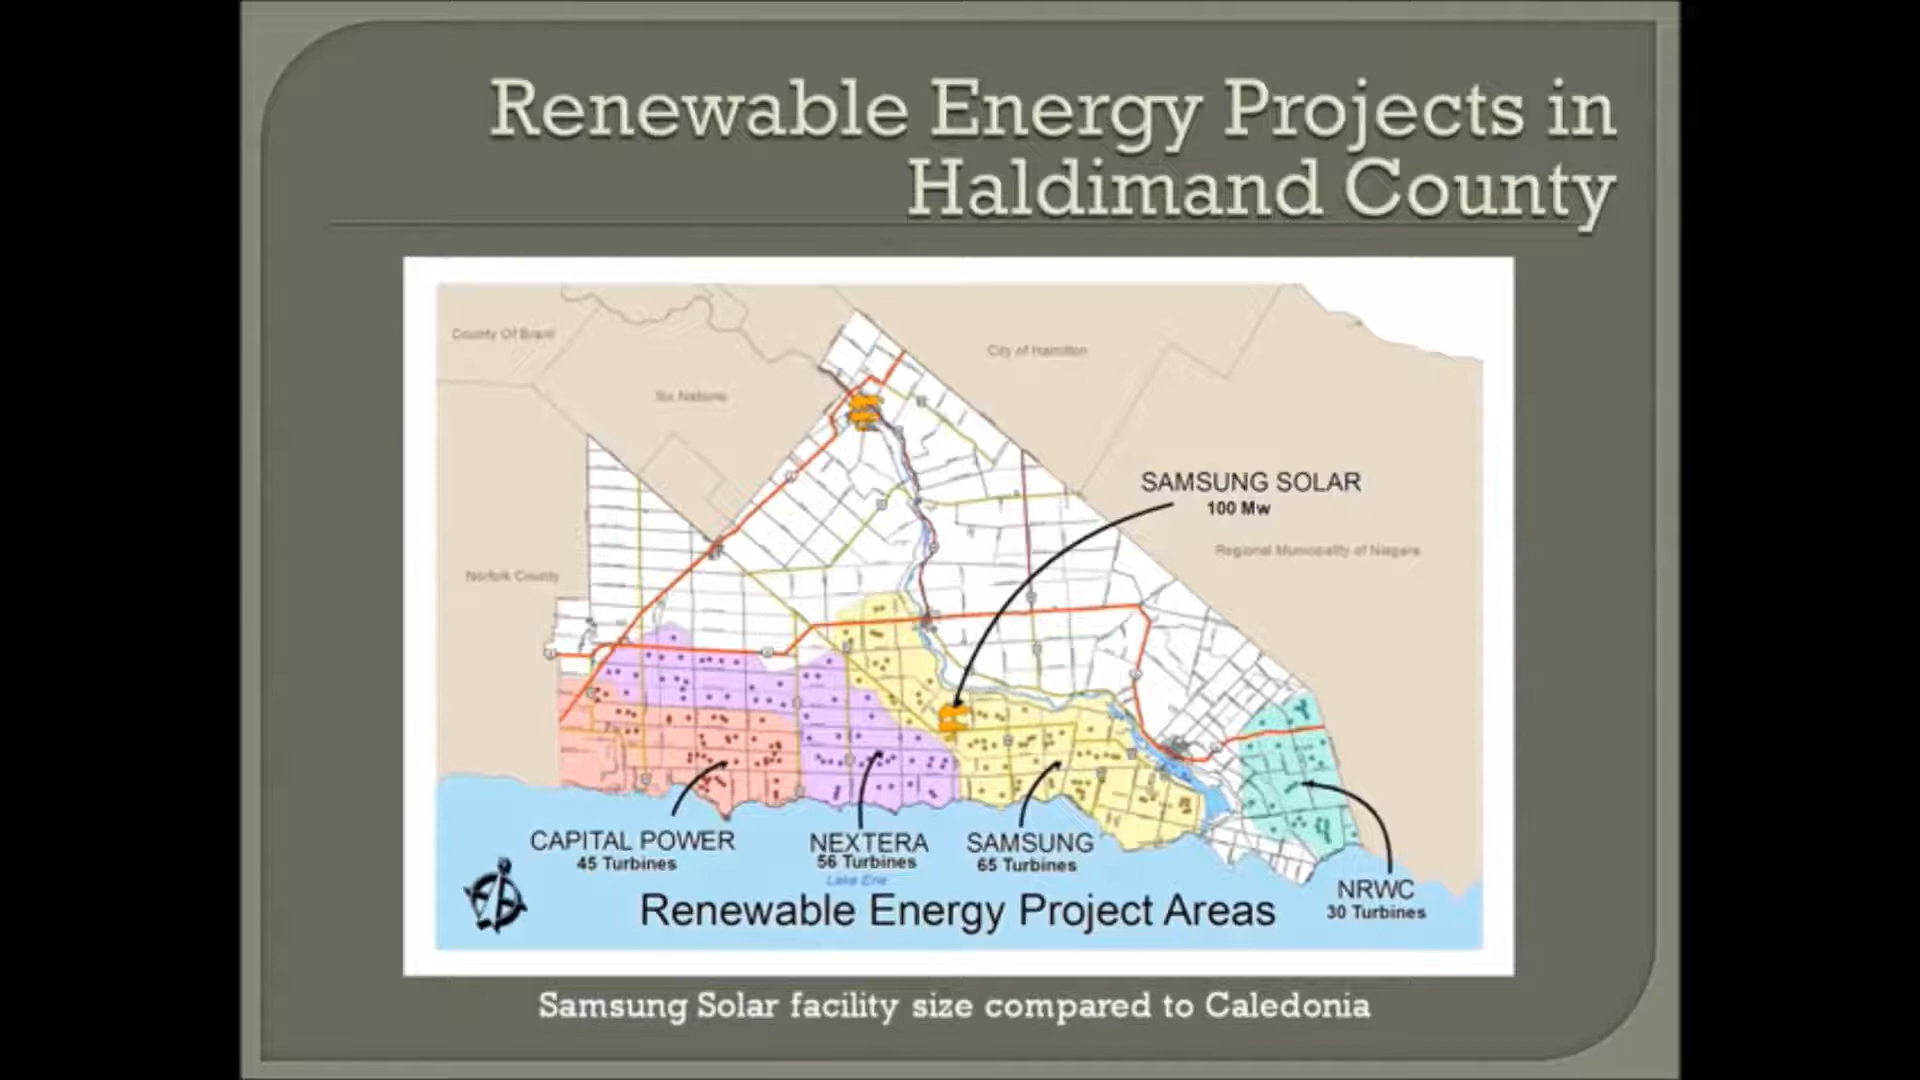 Renewable Energy Projects in
Haldimand County
County Of Brant
City of Hamilton
Six Nations
SAMSUNG SOLAR
100 Mw
Regional Municipality of Niagara
Norfolk County
CAPITAL POWER
45 Turbines
NEXTERA
56 Turbines
SAMSUNG
65 Turbines
Lake Erie
NRWC
30 Turbines
Renewable Energy Project Areas
Samsung Solar facility size compared to Caledonia